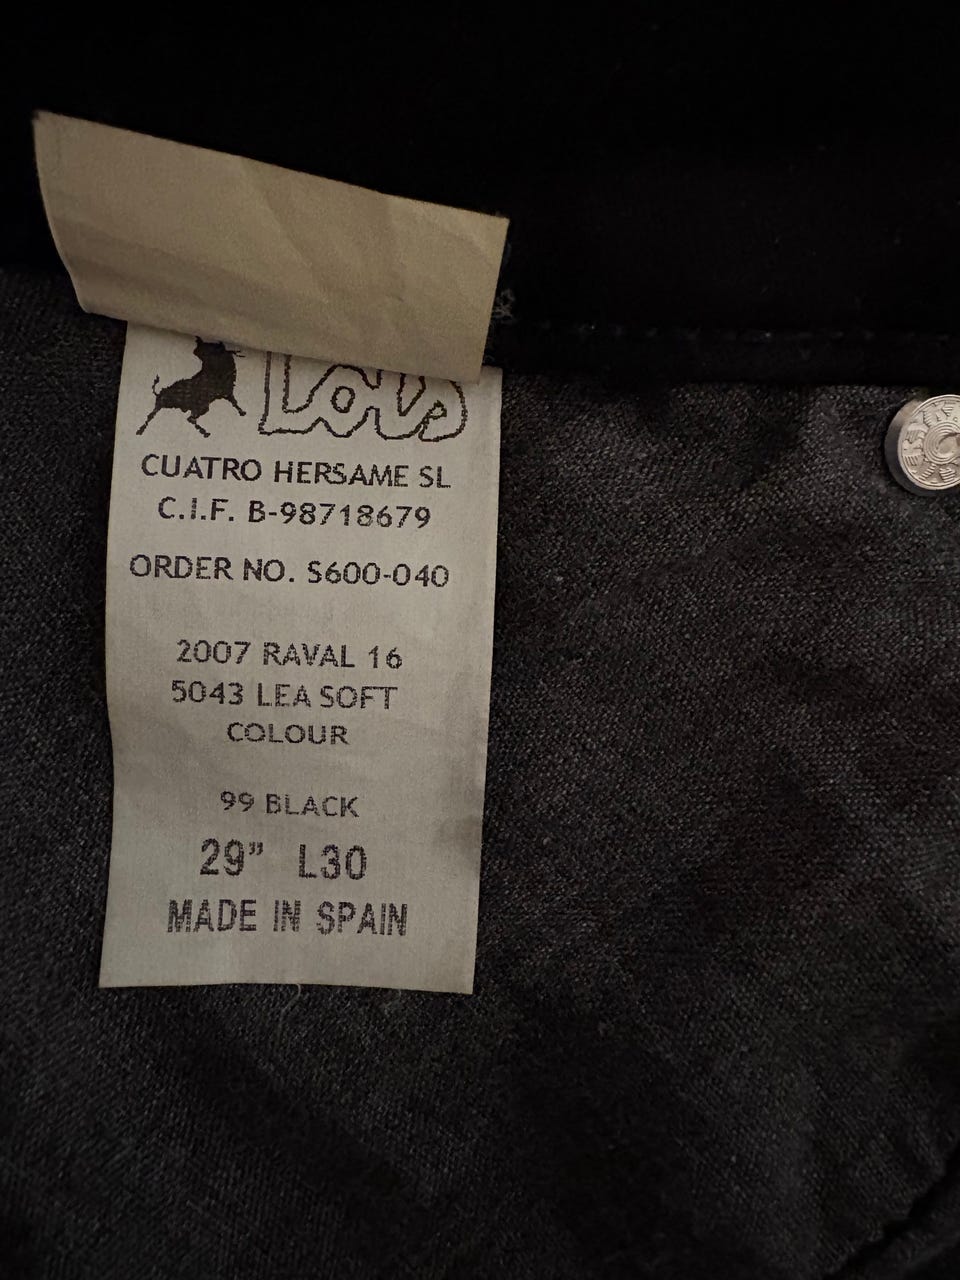 Lois
CUATRO HERSAME SL
C.I.F. B-98718679
ORDER NO. S600-040
2007 RAVAL 16
5043 LEA SOFT
COLOUR
99 BLACK
29” L30
MADE IN SPAIN